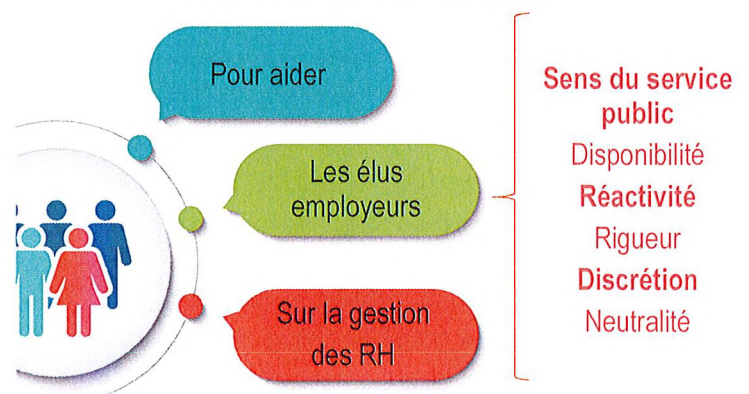 Pour aider
Les élus
employeurs
Sur la gestion
des RH
Sens du service
public
Disponibilité
Réactivité
Rigueur
Discrétion
Neutralité